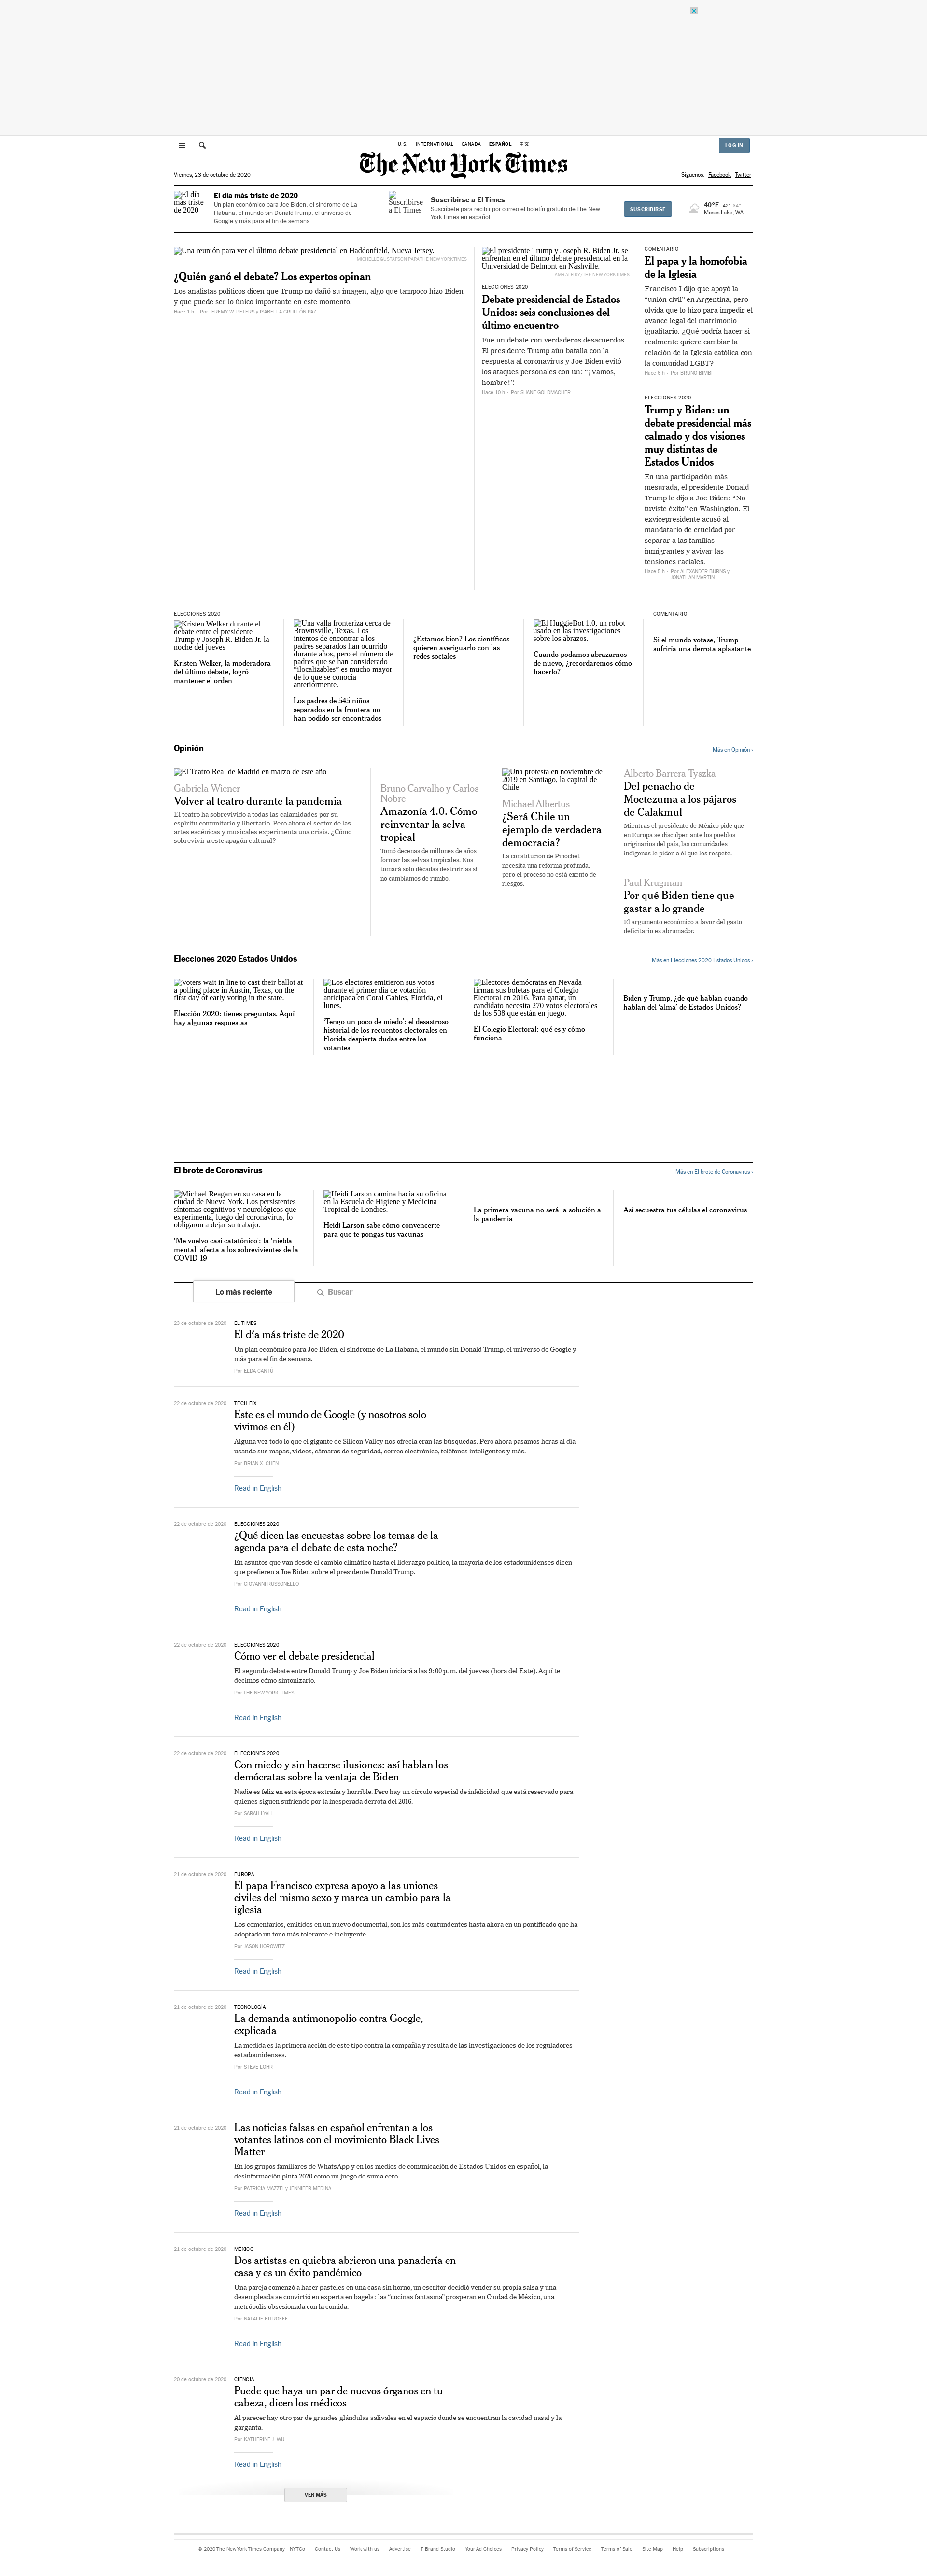 U.S. INTERNATIONAL CANADA ESPAÑOL 中文
LOG IN
The New York Times
Viernes, 23 de octubre de 2020
Síguenos: Facebook Twitter
El día
más triste
de 2020
El día más triste de 2020
Un plan económico para Joe Biden, el síndrome de La
Habana, el mundo sin Donald Trump, el universo de
Google y más para el fin de semana.
Suscribirse
a El Times
Suscribirse a El Times
Suscríbete para recibir por correo el boletín gratuito de The New
York Times en español.
SUSCRIBIRSE
40°F 42° 34°
Moses Lake, WA
Una reunión para ver el último debate presidencial en Haddonfield, Nueva Jersey.
MICHELLE GUSTAFSON PARA THE NEW YORK TIMES
¿Quién ganó el debate? Los expertos opinan
Los analistas políticos dicen que Trump no dañó su imagen, algo que tampoco hizo Biden
y que puede ser lo único importante en este momento.
Hace 1 h - Por JEREMY W. PETERS y ISABELLA GRULLÓN PAZ
El presidente Trump y Joseph R. Biden Jr. se
enfrentan en el último debate presidencial en la
Universidad de Belmont en Nashville.
AMR ALFIKY / THE NEW YORK TIMES
ELECCIONES 2020
Debate presidencial de Estados
Unidos: seis conclusiones del
último encuentro
Fue un debate con verdaderos desacuerdos.
El presidente Trump aún batalla con la
respuesta al coronavirus y Joe Biden evitó
los ataques personales con un: “¡Vamos,
hombre!”.
Hace 10 h - Por SHANE GOLDMACHER
COMENTARIO
El papa y la homofobia
de la Iglesia
Francisco I dijo que apoyó la
“unión civil” en Argentina, pero
olvida que lo hizo para impedir el
avance legal del matrimonio
igualitario. ¿Qué podría hacer si
realmente quiere cambiar la
relación de la Iglesia católica con
la comunidad LGBT?
Hace 8 h - Por BRUNO BIMBI
ELECCIONES 2020
Trump y Biden: un
debate presidencial más
calmado y dos visiones
muy distintas de
Estados Unidos
En una participación más
mesurada, el presidente Donald
Trump le dijo a Joe Biden: “No
tuviste éxito” en Washington. El
exvicepresidente acusó al
mandatario de crueldad por
separar a las familias
inmigrantes y avivar las
tensiones raciales.
Hace 5 h - Por ALEXANDER BURNS y
JONATHAN MARTIN
ELECCIONES 2020
Kristen Welker durante el
debate entre el presidente
Trump y Joseph R. Biden Jr. la
noche del jueves
Kristen Welker, la moderadora
del último debate, logró
mantener el orden
Una valla fronteriza cerca de
Brownsville, Texas. Los
intentos de encontrar a los
padres separados han ocurrido
durante años, pero el número de
padres que se han considerado
“ilocalizables” es mucho mayor
de lo que se conocía
anteriormente.
Los padres de 545 niños
separados en la frontera no
han podido ser encontrados
¿Estamos bien? Los científicos
quieren averiguarlo con las
redes sociales
El HuggieBot 1.0, un robot
usado en las investigaciones
sobre los abrazos.
Cuando podamos abrazarnos
de nuevo, ¿recordaremos cómo
hacerlo?
COMENTARIO
Si el mundo votase, Trump
sufriría una derrota aplastante
Opinión
Más en Opinión ›
El Teatro Real de Madrid en marzo de este año
Gabriela Wiener
Volver al teatro durante la pandemia
El teatro ha sobrevivido a todas las calamidades por su
espíritu comunitario y libertario. Pero ahora el sector de las
artes escénicas y musicales experimenta una crisis. ¿Cómo
sobrevivir a este apagón cultural?
Bruno Carvalho y Carlos
Nobre
Amazonía 4.0. Cómo
reinventar la selva
tropical
Tomó decenas de millones de años
formar las selvas tropicales. Nos
tomará solo décadas destruirlas si
no cambiamos de rumbo.
Una protesta en noviembre de
2019 en Santiago, la capital de
Chile
Michael Albertus
¿Será Chile un
ejemplo de verdadera
democracia?
La constitución de Pinochet
necesita una reforma profunda,
pero el proceso no está exento de
riesgos.
Alberto Barrera Tyszka
Del penacho de
Moctezuma a los pájaros
de Calakmul
Mientras el presidente de México pide que
en Europa se disculpen ante los pueblos
originarios del país, las comunidades
indígenas le piden a él que los respete.
Paul Krugman
Por qué Biden tiene que
gastar a lo grande
El argumento económico a favor del gasto
deficitario es abrumador.
Elecciones 2020 Estados Unidos
Más en Elecciones 2020 Estados Unidos ›
Voters wait in line to cast their ballot at
a polling place in Austin, Texas, on the
first day of early voting in the state.
Elección 2020: tienes preguntas. Aquí
hay algunas respuestas
Los electores emitieron sus votos
durante el primer día de votación
anticipada en Coral Gables, Florida, el
lunes.
‘Tengo un poco de miedo’: el desastroso
historial de los recuentos electorales en
Florida despierta dudas entre los
votantes
Electores demócratas en Nevada
firman sus boletas para el Colegio
Electoral en 2016. Para ganar, un
candidato necesita 270 votos electorales
de los 538 que están en juego.
El Colegio Electoral: qué es y cómo
funciona
Biden y Trump, ¿de qué hablan cuando
hablan del ‘alma’ de Estados Unidos?
El brote de Coronavirus
Más en El brote de Coronavirus ›
Michael Reagan en su casa en la
ciudad de Nueva York. Los persistentes
síntomas cognitivos y neurológicos que
experimenta, luego del coronavirus, lo
obligaron a dejar su trabajo.
‘Me vuelvo casi catatónico’: la ‘niebla
mental’ afecta a los sobrevivientes de la
COVID-19
Heidi Larson camina hacia su oficina
en la Escuela de Higiene y Medicina
Tropical de Londres.
Heidi Larson sabe cómo convencerte
para que te pongas tus vacunas
La primera vacuna no será la solución a
la pandemia
Así secuestra tus células el coronavirus
Lo más reciente
Buscar
23 de octubre de 2020 EL TIMES
El día más triste de 2020
Un plan económico para Joe Biden, el síndrome de La Habana, el mundo sin Donald Trump, el universo de Google y
más para el fin de semana.
Por ELDA CANTÚ
22 de octubre de 2020 TECH FIX
Este es el mundo de Google (y nosotros solo
vivimos en él)
Alguna vez todo lo que el gigante de Silicon Valley nos ofrecía eran las búsquedas. Pero ahora pasamos horas al día
usando sus mapas, videos, cámaras de seguridad, correo electrónico, teléfonos inteligentes y más.
Por BRIAN X. CHEN
Read in English
22 de octubre de 2020 ELECCIONES 2020
¿Qué dicen las encuestas sobre los temas de la
agenda para el debate de esta noche?
En asuntos que van desde el cambio climático hasta el liderazgo político, la mayoría de los estadounidenses dicen
que prefieren a Joe Biden sobre el presidente Donald Trump.
Por GIOVANNI RUSSONELLO
Read in English
22 de octubre de 2020 ELECCIONES 2020
Cómo ver el debate presidencial
El segundo debate entre Donald Trump y Joe Biden iniciará a las 9:00 p. m. del jueves (hora del Este). Aquí te
decimos cómo sintonizarlo.
Por THE NEW YORK TIMES
Read in English
22 de octubre de 2020 ELECCIONES 2020
Con miedo y sin hacerse ilusiones: así hablan los
demócratas sobre la ventaja de Biden
Nadie es feliz en esta época extraña y horrible. Pero hay un círculo especial de infelicidad que está reservado para
quienes siguen sufriendo por la inesperada derrota del 2016.
Por SARAH LYALL
Read in English
21 de octubre de 2020 EUROPA
El papa Francisco expresa apoyo a las uniones
civiles del mismo sexo y marca un cambio para la
iglesia
Los comentarios, emitidos en un nuevo documental, son los más contundentes hasta ahora en un pontificado que ha
adoptado un tono más tolerante e incluyente.
Por JASON HOROWITZ
Read in English
21 de octubre de 2020 TECNOLOGÍA
La demanda antimonopolio contra Google,
explicada
La medida es la primera acción de este tipo contra la compañía y resulta de las investigaciones de los reguladores
estadounidenses.
Por STEVE LOHR
Read in English
21 de octubre de 2020
Las noticias falsas en español enfrentan a los
votantes latinos con el movimiento Black Lives
Matter
En los grupos familiares de WhatsApp y en los medios de comunicación de Estados Unidos en español, la
desinformación pinta 2020 como un juego de suma cero.
Por PATRICIA MAZZEI y JENNIFER MEDINA
Read in English
21 de octubre de 2020 MÉXICO
Dos artistas en quiebra abrieron una panadería en
casa y es un éxito pandémico
Una pareja comenzó a hacer pasteles en una casa sin horno, un escritor decidió vender su propia salsa y una
desempleada se convirtió en experta en bagels: las “cocinas fantasma” prosperan en Ciudad de México, una
metrópolis obsesionada con la comida.
Por NATALIE KITROEFF
Read in English
20 de octubre de 2020 CIENCIA
Puede que haya un par de nuevos órganos en tu
cabeza, dicen los médicos
Al parecer hay otro par de grandes glándulas salivales en el espacio donde se encuentran la cavidad nasal y la
garganta.
Por KATHERINE J. WU
Read in English
VER MÁS
© 2020 The New York Times Company NYTCo Contact Us Work with us Advertise T Brand Studio Your Ad Choices Privacy Policy Terms of Service Terms of Sale Site Map Help Subscriptions